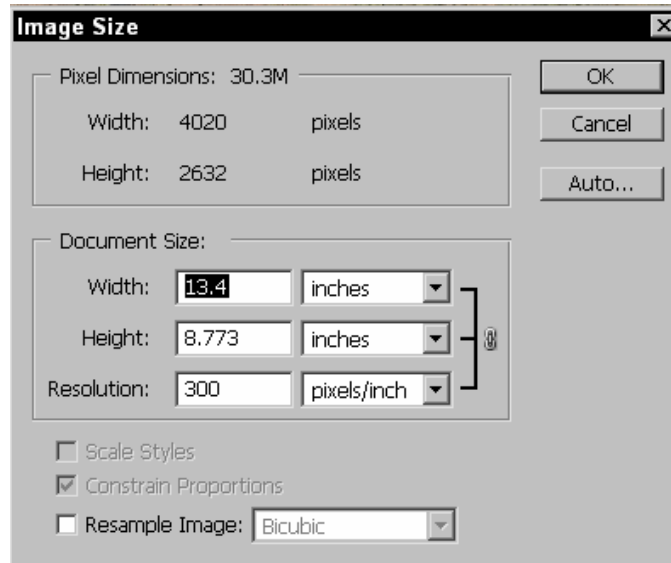 Image Size
Pixel Dimensions: 30.3M
OK
Width: 4020 pixels
Cancel
Height: 2632 pixels
Auto...
Document Size:
Width: 13.4 inches
Height: 8.773 inches
Resolution: 300 pixels/inch
Scale Styles
Constrain Proportions
Resample Image: Bicubic